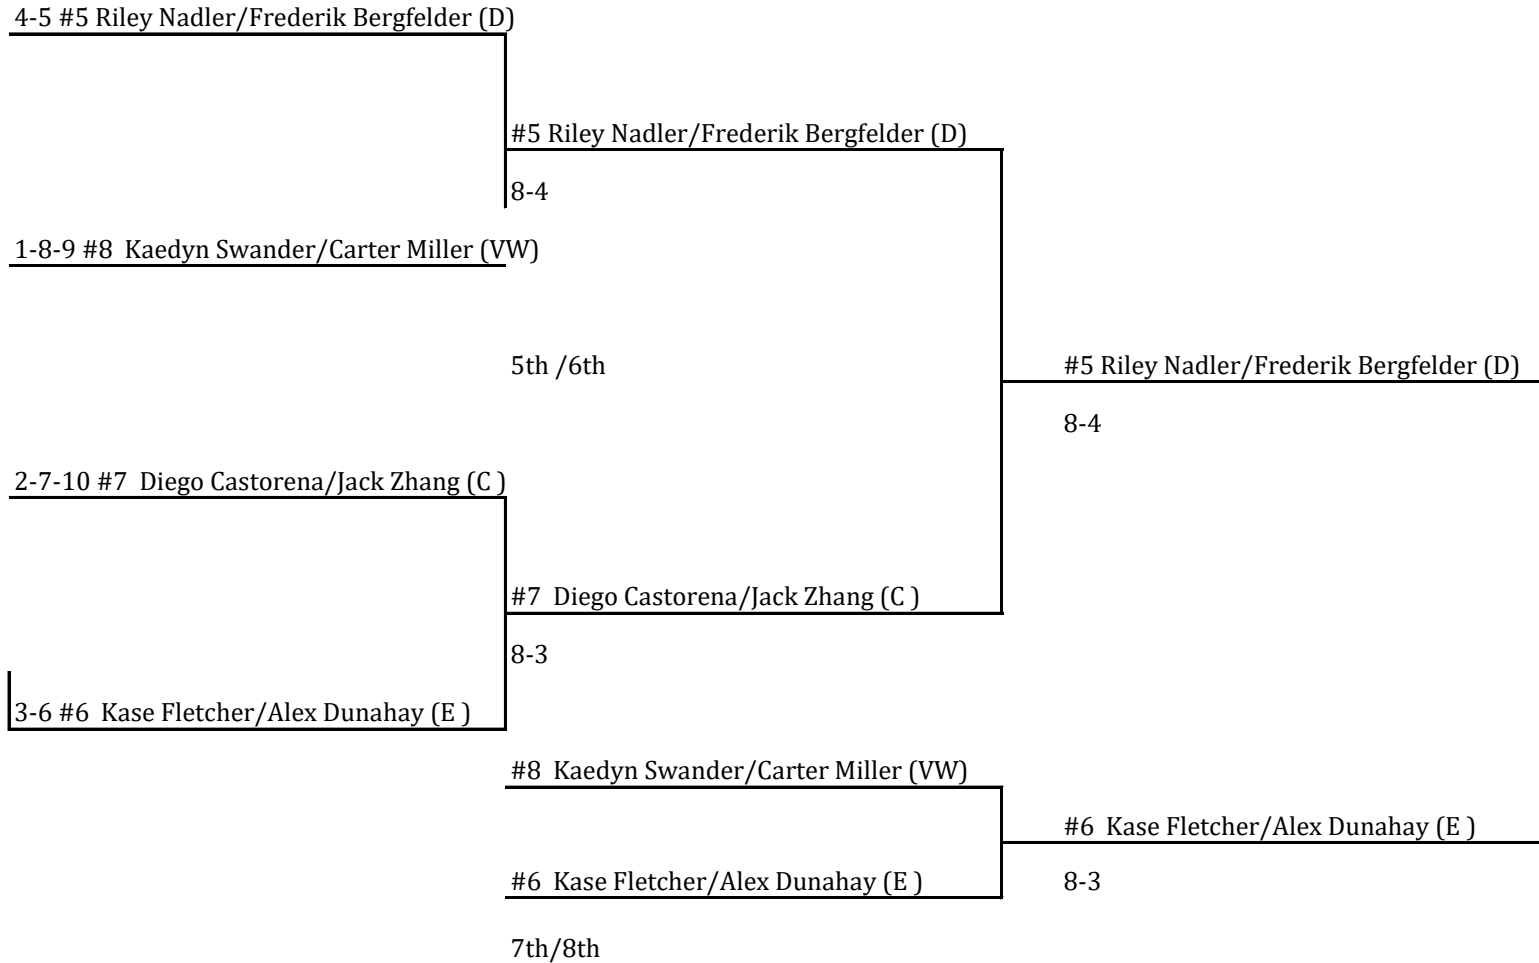 4-5 #5 Riley Nadler/Frederik Bergfelder (D)
#5 Riley Nadler/Frederik Bergfelder (D)
8-4
1-8-9 #8 Kaedyn Swander/Carter Miller (VW)
5th /6th
#5 Riley Nadler/Frederik Bergfelder (D)
8-4
2-7-10 #7 Diego Castorena/Jack Zhang (C )
#7 Diego Castorena/Jack Zhang (C )
8-3
3-6 #6 Kase Fletcher/Alex Dunahay (E )
#8 Kaedyn Swander/Carter Miller (VW)
#6 Kase Fletcher/Alex Dunahay (E )
#6 Kase Fletcher/Alex Dunahay (E )
8-3
7th/8th